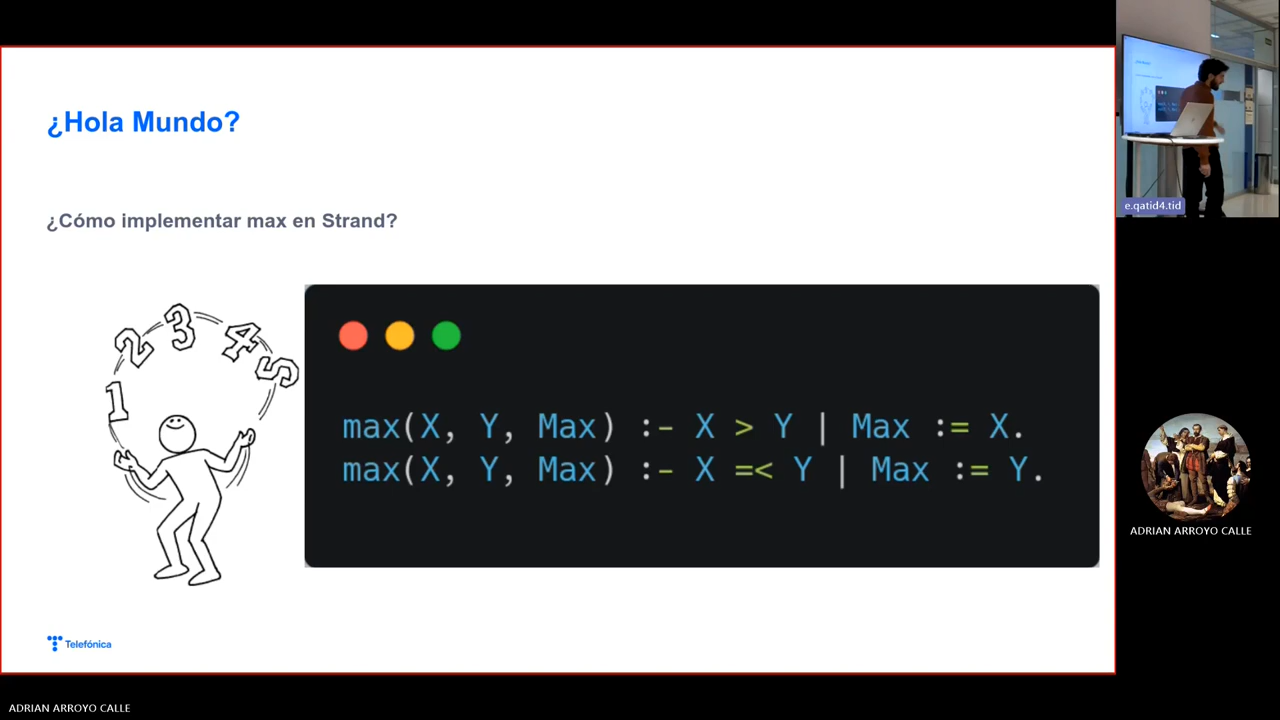 ¿Hola Mundo?
¿Cómo implementar max en Strand?
1 2 3 4 5
max(X, Y, Max) :- X > Y | Max := X.
max(X, Y, Max) :- X =< Y | Max := Y.
Telefónica
e.qatid4.tid
ADRIAN ARROYO CALLE
ADRIAN ARROYO CALLE